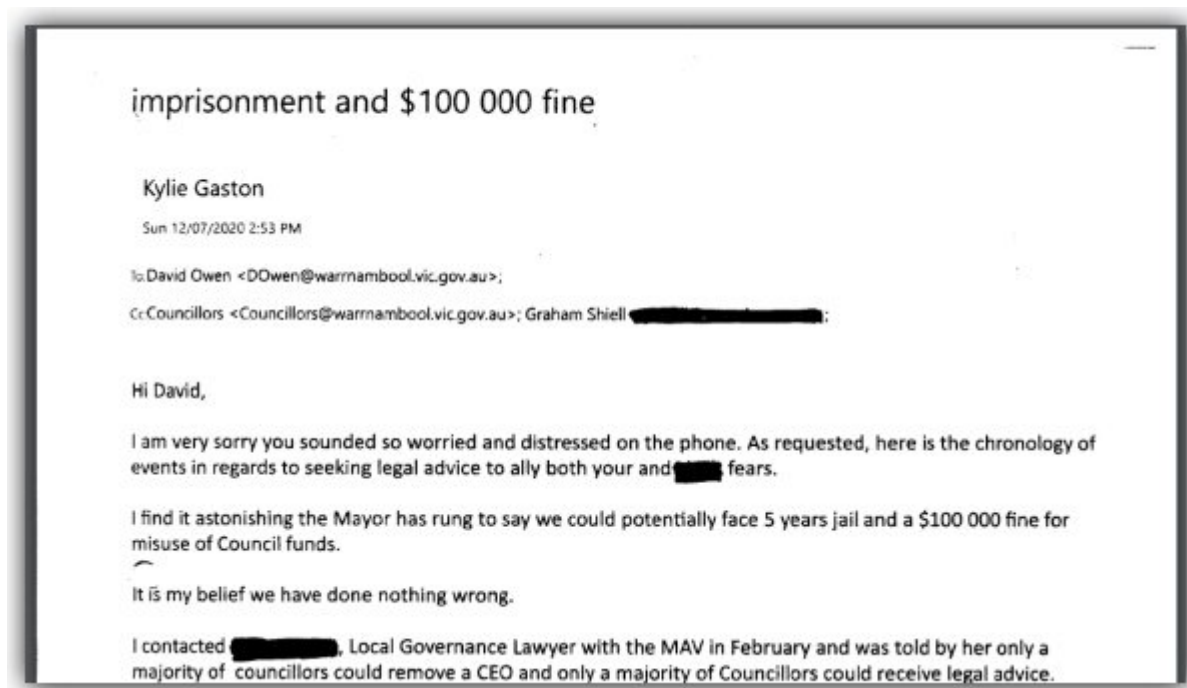 imprisonment and $100 000 fine
Kylie Gaston
Sun 12/07/2020 2:53 PM
To: David Owen <DOwen@warrnambool.vic.gov.au>;
Cc: Councillors <Councillors@warrnambool.vic.gov.au>; Graham Shiell ;
Hi David,
I am very sorry you sounded so worried and distressed on the phone. As requested, here is the chronology of
events in regards to seeking legal advice to ally both your and fears.
I find it astonishing the Mayor has rung to say we could potentially face 5 years jail and a $100 000 fine for
misuse of Council funds.
It is my belief we have done nothing wrong.
I contacted , Local Governance Lawyer with the MAV in February and was told by her only a
majority of councillors could remove a CEO and only a majority of Councillors could receive legal advice.